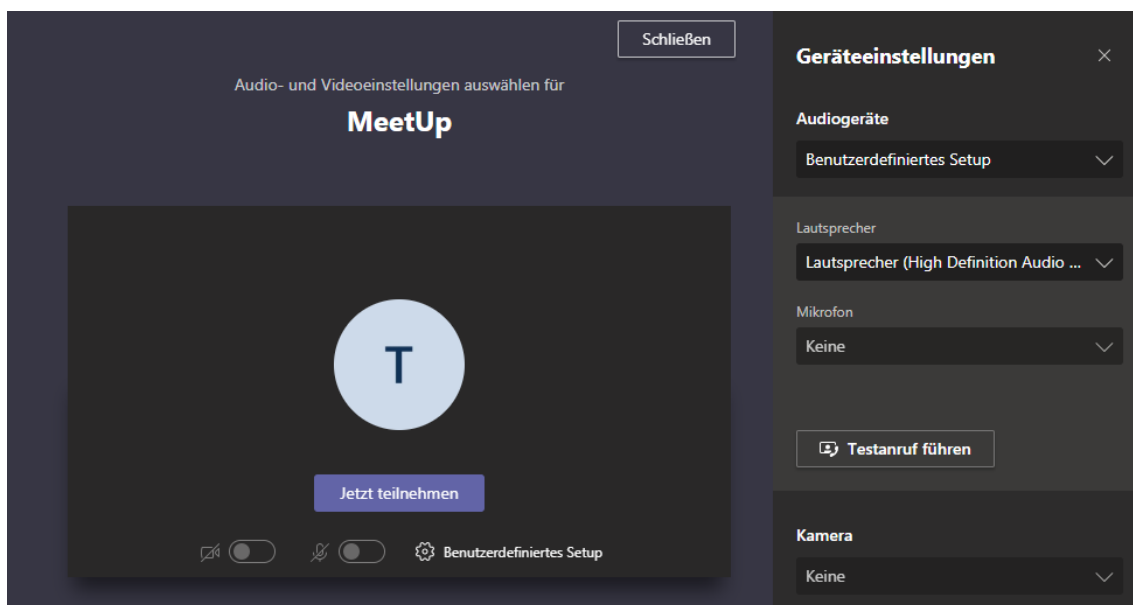 Schließen
Audio- und Videoeinstellungen auswählen für
MeetUp
T
Jetzt teilnehmen
Benutzerdefiniertes Setup
Geräteeinstellungen
Audiogeräte
Benutzerdefiniertes Setup
Lautsprecher
Lautsprecher (High Definition Audio ...
Mikrofon
Keine
Testanruf führen
Kamera
Keine